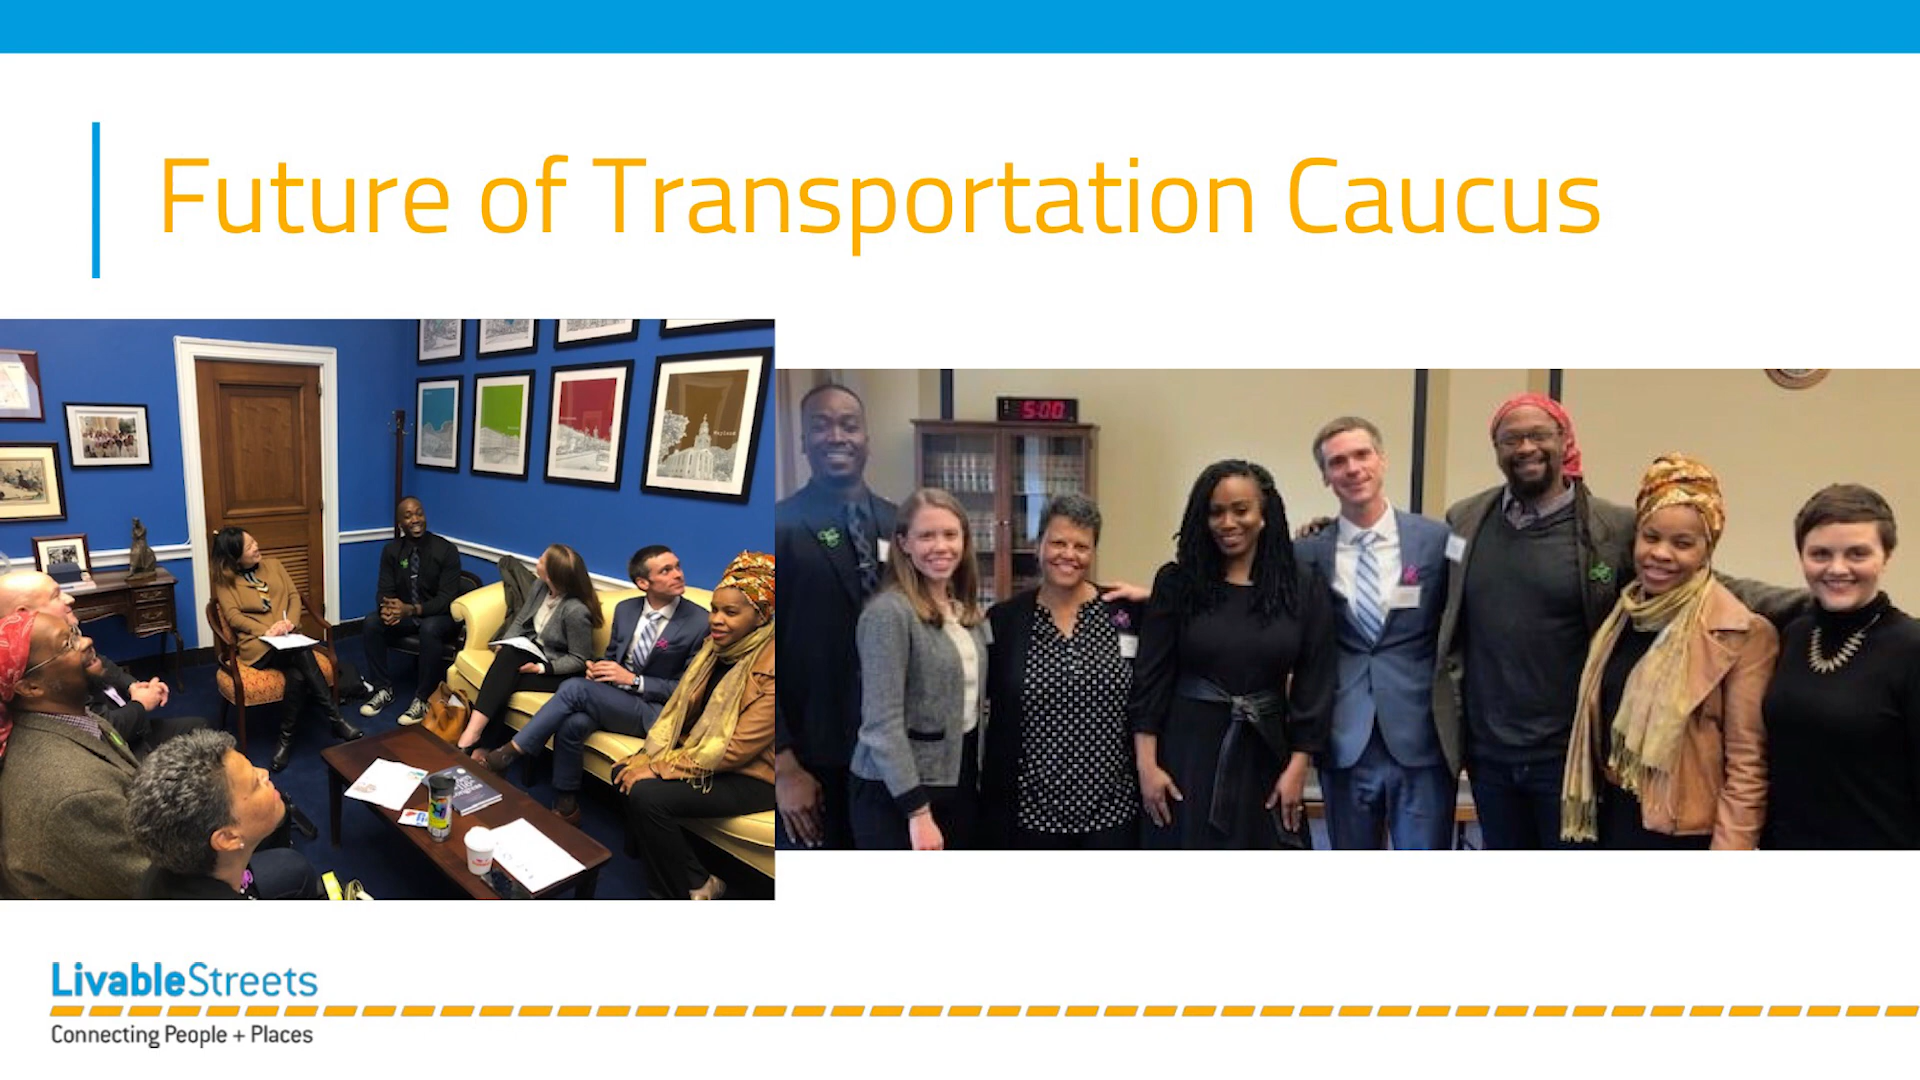 Future of Transportation Caucus
5:00
LivableStreets
Connecting People + Places